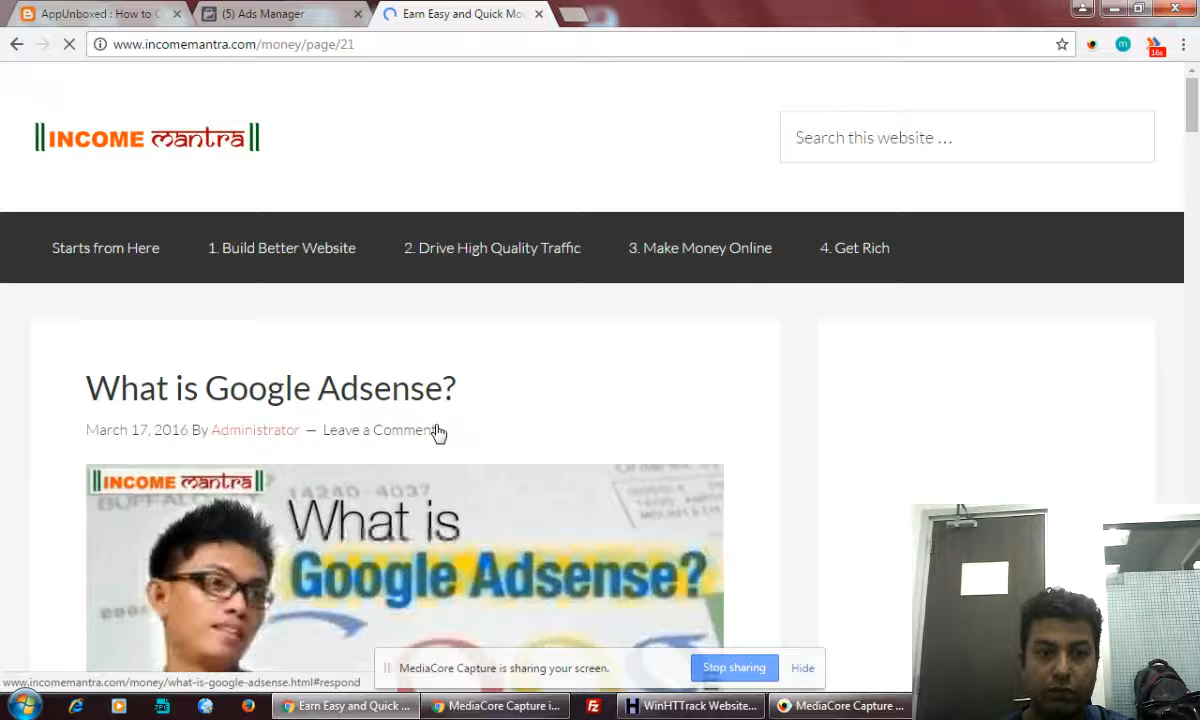 AppUnboxed : How to C
(5) Ads Manager
Earn Easy and Quick Mo
www.incomemantra.com/money/page/21
m
16x
INCOME mantra
Search this website ...
Starts from Here
1. Build Better Website
2. Drive High Quality Traffic
3. Make Money Online
4. Get Rich
What is Google Adsense?
March 17, 2016 By Administrator — Leave a Comment
INCOME mantra
14240-4037
What is
Google Adsense?
MediaCore Capture is sharing your screen.
Stop sharing
Hide
www.incomemantra.com/money/what-is-google-adsense.html#respond
Earn Easy and Quick ...
MediaCore Capture i...
WinHTTrack Website...
MediaCore Capture ...